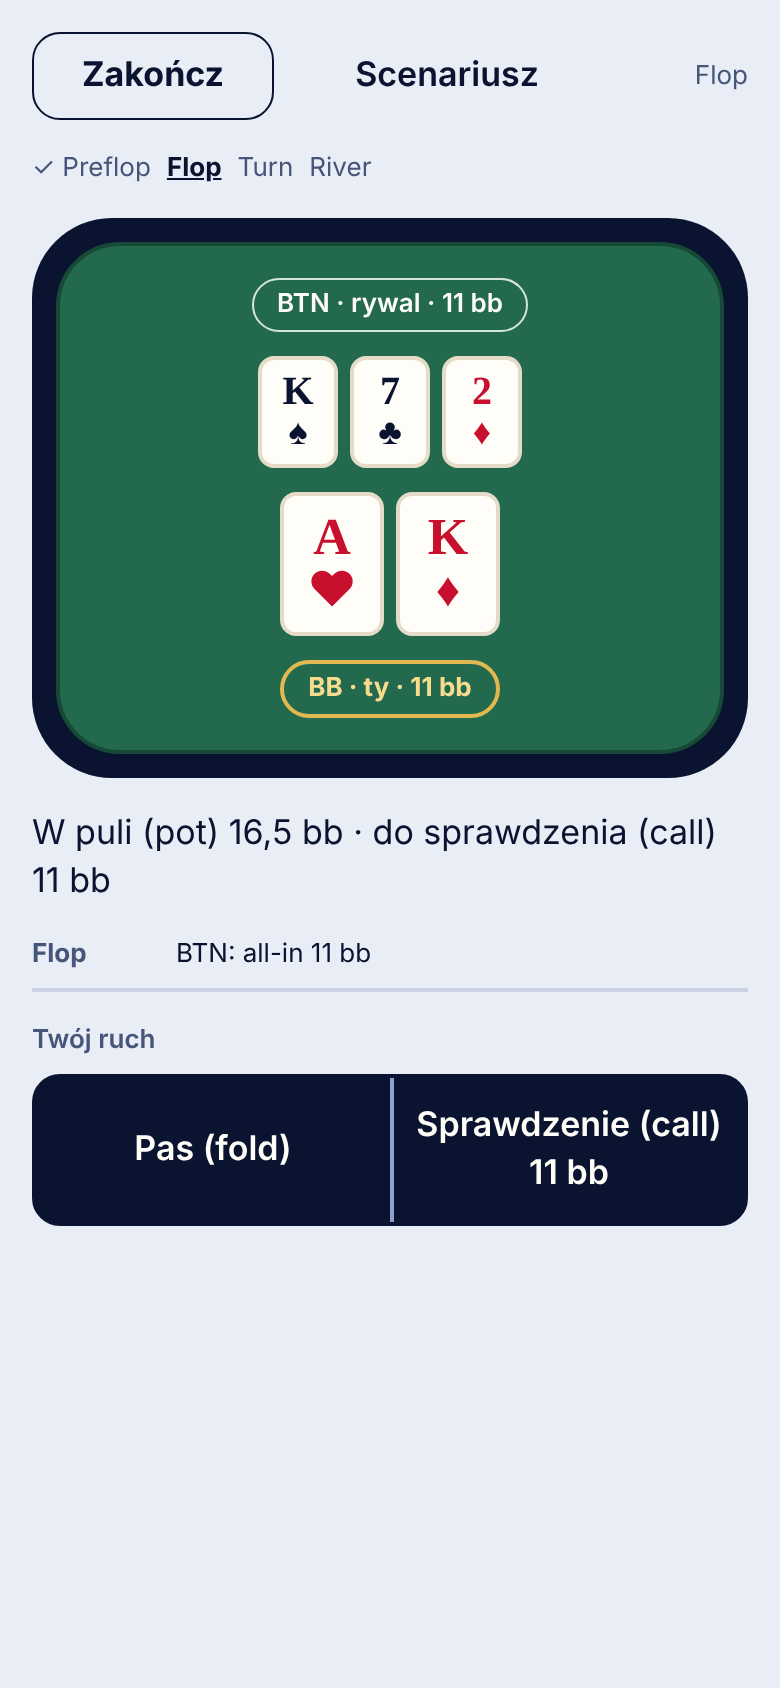 Zakończ Scenariusz Flop
✓ Preflop Flop Turn River
BTN · rywal · 11 bb
K 7 2
♠ ♣ ♦
A K
♥ ♦
BB · ty · 11 bb
W puli (pot) 16,5 bb · do sprawdzenia (call)
11 bb
Flop BTN: all-in 11 bb
Twój ruch
Pas (fold)
Sprawdzenie (call)
11 bb